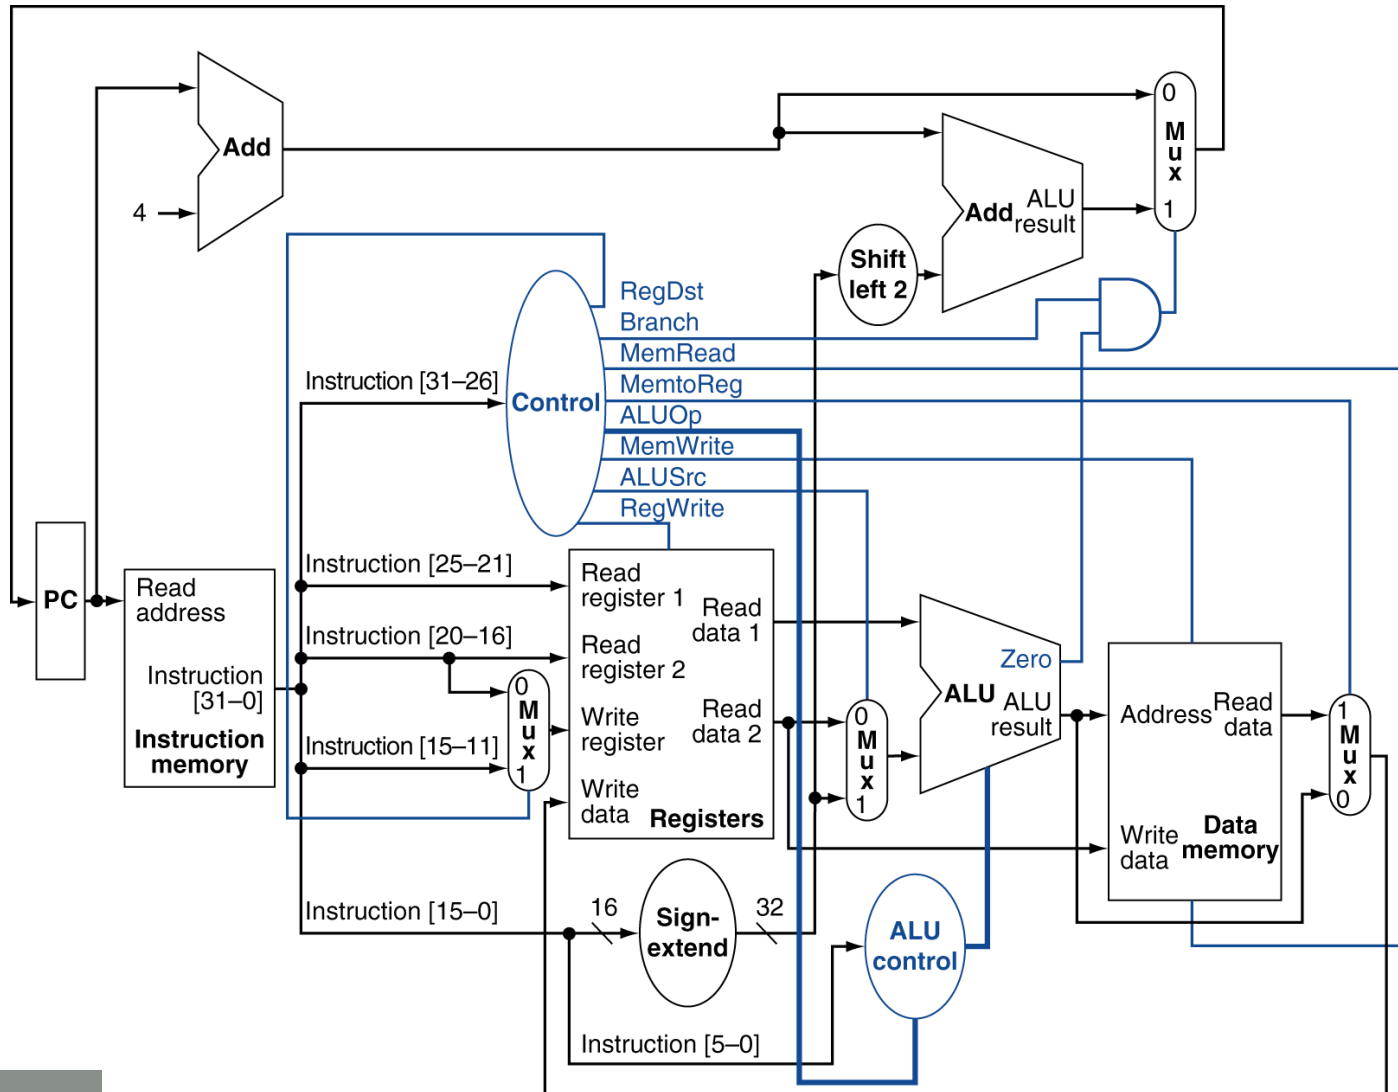 0
M
u
x
1
Add
4
Add
ALU
result
Shift
left 2
RegDst
Branch
MemRead
MemtoReg
ALUOp
MemWrite
ALUSrc
RegWrite
Instruction [31–26]
Control
PC
Read
address
Instruction
[31–0]
Instruction
memory
Instruction [25–21]
Instruction [20–16]
Instruction [15–11]
0
M
u
x
1
Read
register 1
Read
register 2
Write
register
Write
data
Read
data 1
Read
data 2
Registers
0
M
u
x
1
Zero
ALU
ALU
result
Address
Read
data
Write
data
Data
memory
1
M
u
x
0
Instruction [15–0]
16
Sign-
extend
32
ALU
control
Instruction [5–0]